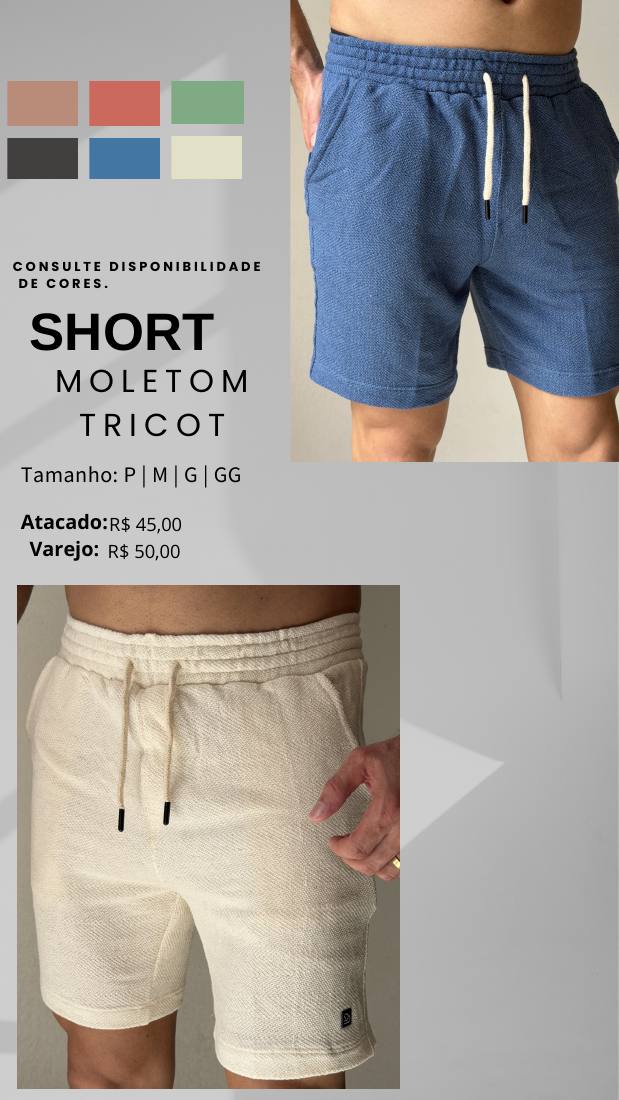 CONSULTE DISPONIBILIDADE
DE CORES.
SHORT
MOLETOM
TRICOT
Tamanho: P | M | G | GG
Atacado: R$ 45,00
Varejo: R$ 50,00